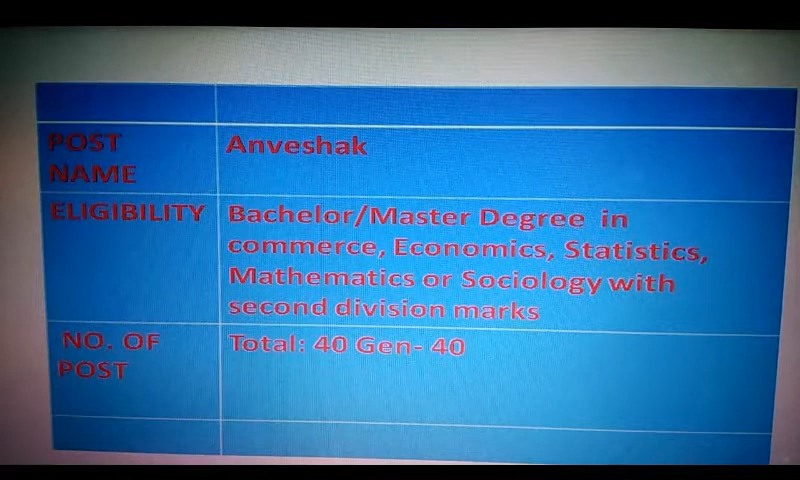 POST NAME
Anveshak
ELIGIBILITY
Bachelor/Master Degree in
commerce, Economics, Statistics,
Mathematics or Sociology with
second division marks
NO. OF POST
Total: 40 Gen- 40